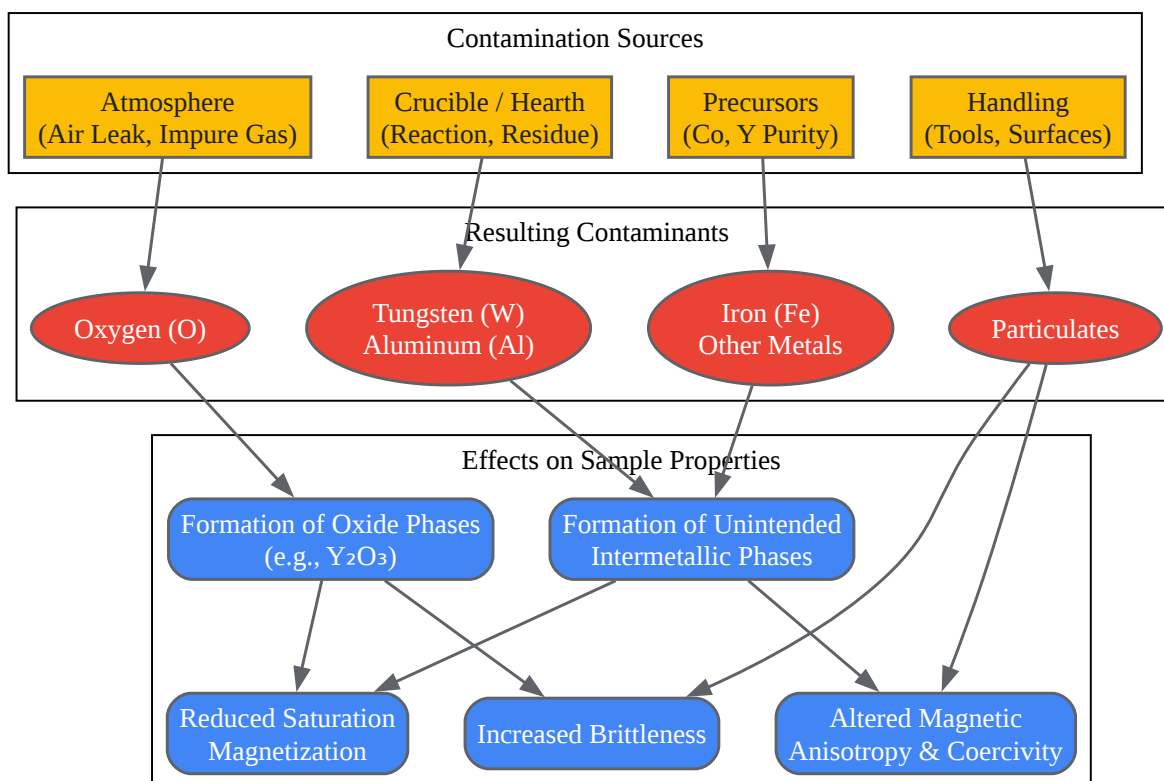 Contamination Sources
Atmosphere
(Air Leak, Impure Gas)
Crucible / Hearth
(Reaction, Residue)
Precursors
(Co, Y Purity)
Handling
(Tools, Surfaces)
Resulting Contaminants
Oxygen (O)
Tungsten (W)
Aluminum (Al)
Iron (Fe)
Other Metals
Particulates
Effects on Sample Properties
Formation of Oxide Phases
(e.g., Y₂O₃)
Formation of Unintended
Intermetallic Phases
Reduced Saturation
Magnetization
Increased Brittleness
Altered Magnetic
Anisotropy & Coercivity